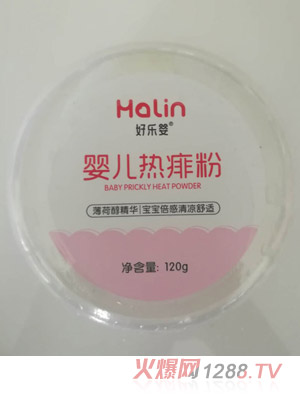 Halin
好乐婴®
婴儿热痱粉
BABY PRICKLY HEAT POWDER
薄荷醇精华|宝宝倍感清凉舒适
净含量: 120g
火爆网1288.TV